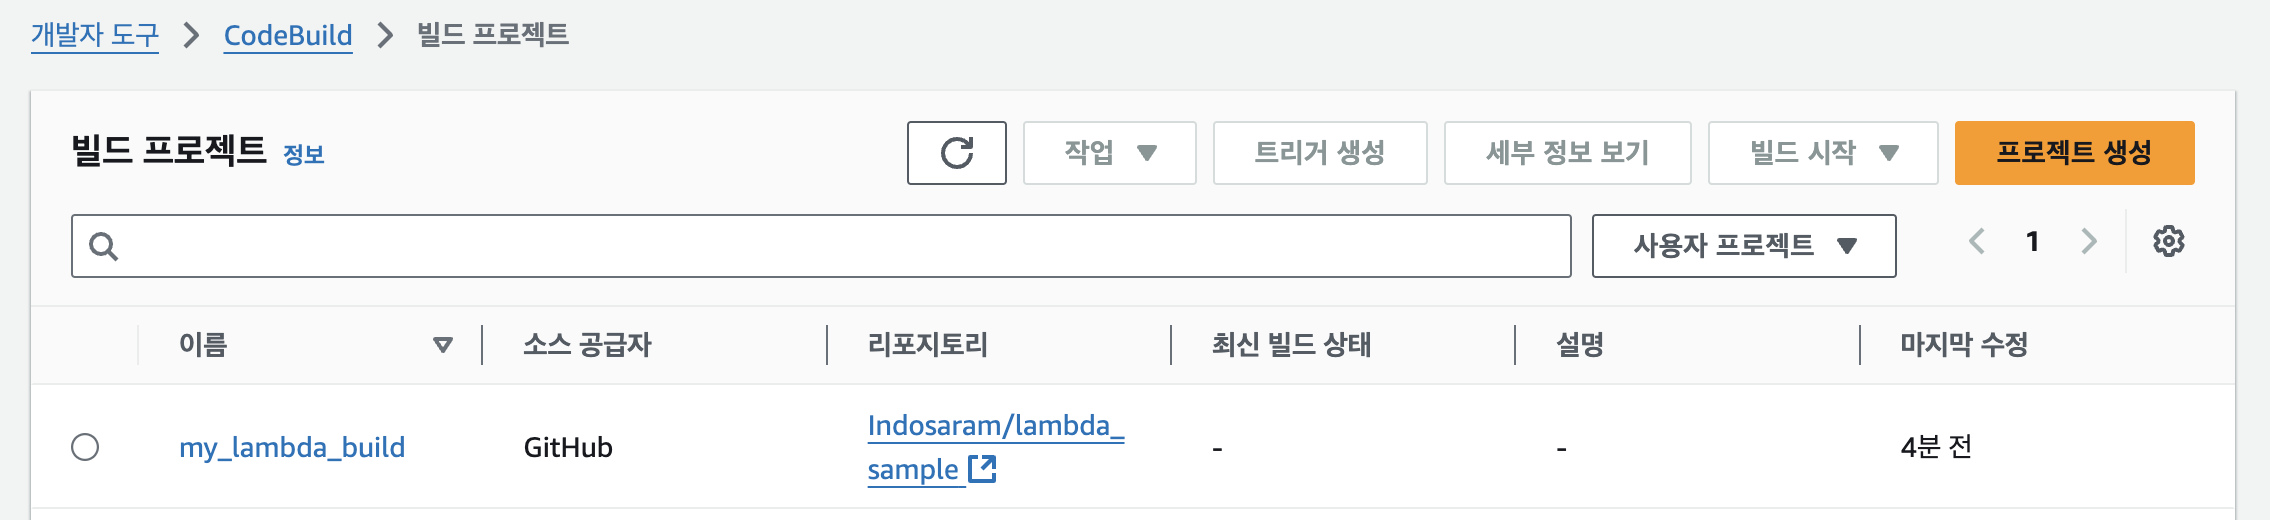 개발자 도구 > CodeBuild > 빌드 프로젝트
빌드 프로젝트 정보
작업 ▼
트리거 생성
세부 정보 보기
빌드 시작 ▼
프로젝트 생성
사용자 프로젝트 ▼
< 1 >
이름
소스 공급자
리포지토리
최신 빌드 상태
설명
마지막 수정
my_lambda_build
GitHub
Indosaram/lambda_
sample
-
-
4분 전